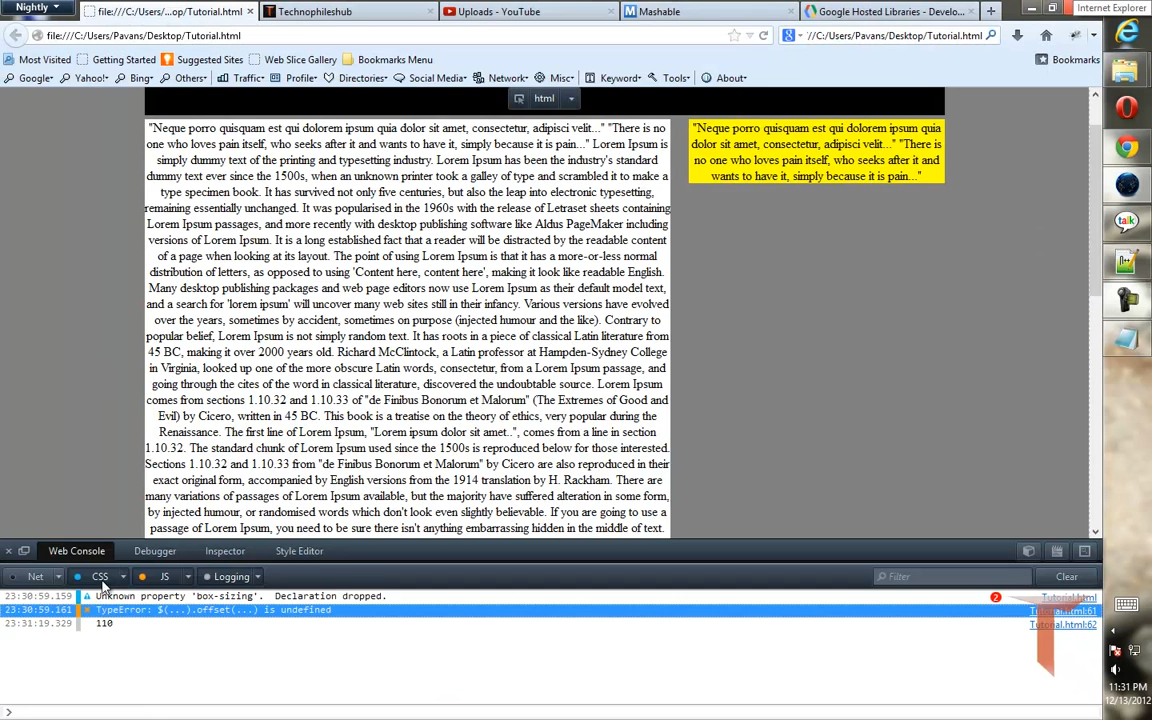 Nightly
file:///C:/Users/...op/Tutorial.html
Technophileshub
Uploads - YouTube
Mashable
Google Hosted Libraries - Develo...
Internet Explorer
file:///C:/Users/Pavans/Desktop/Tutorial.html
//C:/Users/Pavans/Desktop/Tutorial.html
Most Visited
Getting Started
Suggested Sites
Web Slice Gallery
Bookmarks Menu
Bookmarks
Google
Yahoo!
Bing
Others
Traffic
Profile
Directories
Social Media
Network
Misc
Keyword
Tools
About
html
"Neque porro quisquam est qui dolorem ipsum quia dolor sit amet, consectetur, adipisci velit..." "There is no
one who loves pain itself, who seeks after it and wants to have it, simply because it is pain..." Lorem Ipsum is
simply dummy text of the printing and typesetting industry. Lorem Ipsum has been the industry's standard
dummy text ever since the 1500s, when an unknown printer took a galley of type and scrambled it to make a
type specimen book. It has survived not only five centuries, but also the leap into electronic typesetting,
remaining essentially unchanged. It was popularised in the 1960s with the release of Letraset sheets containing
Lorem Ipsum passages, and more recently with desktop publishing software like Aldus PageMaker including
versions of Lorem Ipsum. It is a long established fact that a reader will be distracted by the readable content
of a page when looking at its layout. The point of using Lorem Ipsum is that it has a more-or-less normal
distribution of letters, as opposed to using 'Content here, content here', making it look like readable English.
Many desktop publishing packages and web page editors now use Lorem Ipsum as their default model text,
and a search for 'lorem ipsum' will uncover many web sites still in their infancy. Various versions have evolved
over the years, sometimes by accident, sometimes on purpose (injected humour and the like). Contrary to
popular belief, Lorem Ipsum is not simply random text. It has roots in a piece of classical Latin literature from
45 BC, making it over 2000 years old. Richard McClintock, a Latin professor at Hampden-Sydney College
in Virginia, looked up one of the more obscure Latin words, consectetur, from a Lorem Ipsum passage, and
going through the cites of the word in classical literature, discovered the undoubtable source. Lorem Ipsum
comes from sections 1.10.32 and 1.10.33 of "de Finibus Bonorum et Malorum" (The Extremes of Good and
Evil) by Cicero, written in 45 BC. This book is a treatise on the theory of ethics, very popular during the
Renaissance. The first line of Lorem Ipsum, "Lorem ipsum dolor sit amet..", comes from a line in section
1.10.32. The standard chunk of Lorem Ipsum used since the 1500s is reproduced below for those interested.
Sections 1.10.32 and 1.10.33 from "de Finibus Bonorum et Malorum" by Cicero are also reproduced in their
exact original form, accompanied by English versions from the 1914 translation by H. Rackham. There are
many variations of passages of Lorem Ipsum available, but the majority have suffered alteration in some form,
by injected humour, or randomised words which don't look even slightly believable. If you are going to use a
passage of Lorem Ipsum, you need to be sure there isn't anything embarrassing hidden in the middle of text.
"Neque porro quisquam est qui dolorem ipsum quia
dolor sit amet, consectetur, adipisci velit..." "There is
no one who loves pain itself, who seeks after it and
wants to have it, simply because it is pain..."
talk
Web Console
Debugger
Inspector
Style Editor
Net
CSS
JS
Logging
Filter
Clear
23:30:59.159 Unknown property 'box-sizing'. Declaration dropped. 2 Tutorial.html
23:30:59.161 TypeError: $(...).offset(...) is undefined Tutorial.html:61
23:31:19.329 110 Tutorial.html:62
11:31 PM
12/13/2012